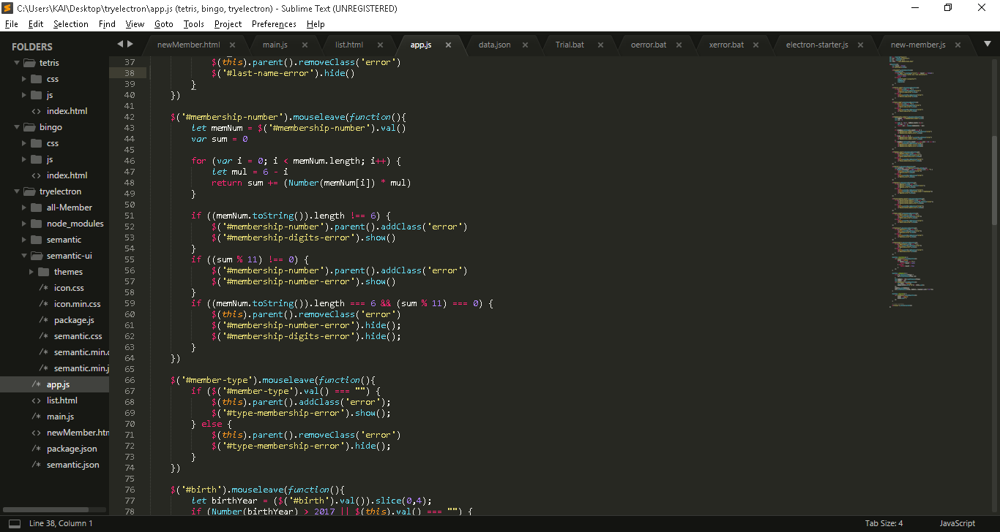 C:\Users\KAI\Desktop\tryelectron\app.js (tetris, bingo, tryelectron) - Sublime Text (UNREGISTERED)
File Edit Selection Find View Goto Tools Project Preferences Help
FOLDERS
tetris
css
js
index.html
bingo
css
js
index.html
tryelectron
all-Member
node_modules
semantic
semantic-ui
themes
/* icon.css
/* icon.min.css
/* package.js
/* semantic.css
/* semantic.min.c
/* semantic.min.j
/* app.js
<> list.html
/* main.js
<> newMember.htm
/* package.json
/* semantic.json
newMember.html × main.js × list.html × app.js × data.json × Trial.bat × oerror.bat × xerror.bat × electron-starter.js × new-member.js ×
37 $(this).parent().removeClass('error')
38 $('#last-name-error').hide()
39 }
40 })
41
42 $('#membership-number').mouseleave(function(){
43 let memNum = $('#membership-number').val()
44 var sum = 0
45
46 for (var i = 0; i < memNum.length; i++) {
47 let mul = 6 - i
48 return sum += (Number(memNum[i]) * mul)
49 }
50
51 if ((memNum.toString()).length !== 6) {
52 $('#membership-number').parent().addClass('error')
53 $('#membership-digits-error').show()
54 }
55 if ((sum % 11) !== 0) {
56 $('#membership-number').parent().addClass('error')
57 $('#membership-number-error').show()
58 }
59 if ((memNum.toString()).length === 6 && (sum % 11) === 0) {
60 $(this).parent().removeClass('error')
61 $('#membership-number-error').hide();
62 $('#membership-digits-error').hide();
63 }
64 })
65
66 $('#member-type').mouseleave(function(){
67 if ($('#member-type').val() === "") {
68 $(this).parent().addClass('error');
69 $('#type-membership-error').show();
70 } else {
71 $(this).parent().removeClass('error')
72 $('#type-membership-error').hide();
73 }
74 })
75
76 $('#birth').mouseleave(function(){
77 let birthYear = ($('#birth').val()).slice(0,4);
78 if (Number(birthYear) > 2017 || $(this).val() === "") {
Line 38, Column 1
Tab Size: 4
JavaScript